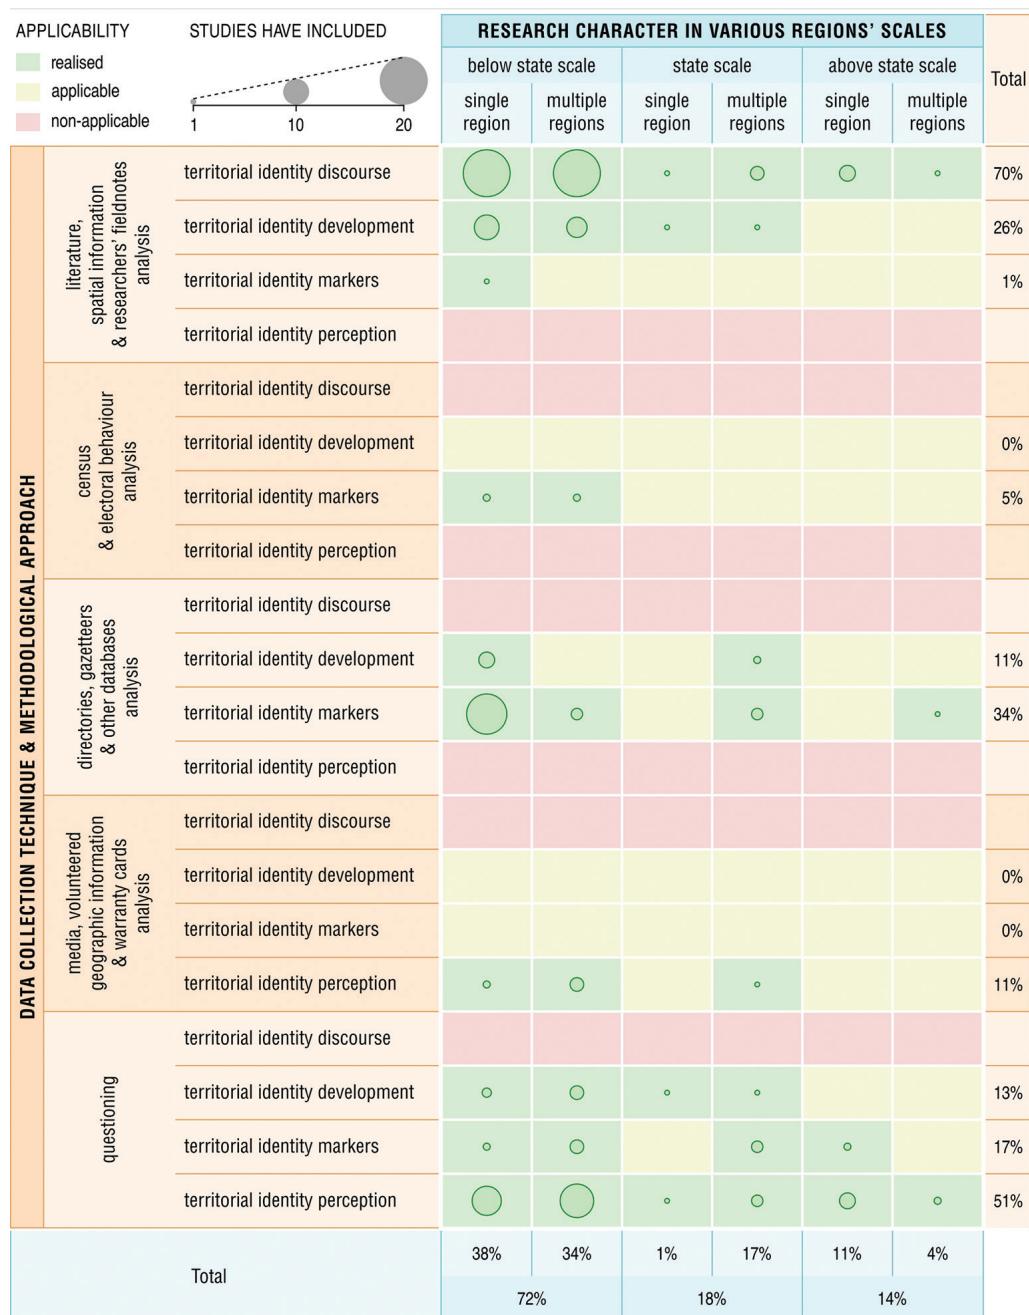 APPLICABILITY
realised
applicable
non-applicable
STUDIES HAVE INCLUDED
1 10 20
RESEARCH CHARACTER IN VARIOUS REGIONS' SCALES
below state scale state scale above state scale
single region multiple regions single region multiple regions single region multiple regions
Total
DATA COLLECTION TECHNIQUE & METHODOLOGICAL APPROACH
literature,
spatial information
& researchers' fieldnotes
analysis
territorial identity discourse 70%
territorial identity development 26%
territorial identity markers 1%
territorial identity perception
census
& electoral behaviour
analysis
territorial identity discourse
territorial identity development 0%
territorial identity markers 5%
territorial identity perception
directories, gazetteers
& other databases
analysis
territorial identity discourse
territorial identity development 11%
territorial identity markers 34%
territorial identity perception
media, volunteered
geographic information
& warranty cards
analysis
territorial identity discourse
territorial identity development 0%
territorial identity markers 0%
territorial identity perception 11%
questioning
territorial identity discourse
territorial identity development 13%
territorial identity markers 17%
territorial identity perception 51%
Total
38% 34% 1% 17% 11% 4%
72% 18% 14%